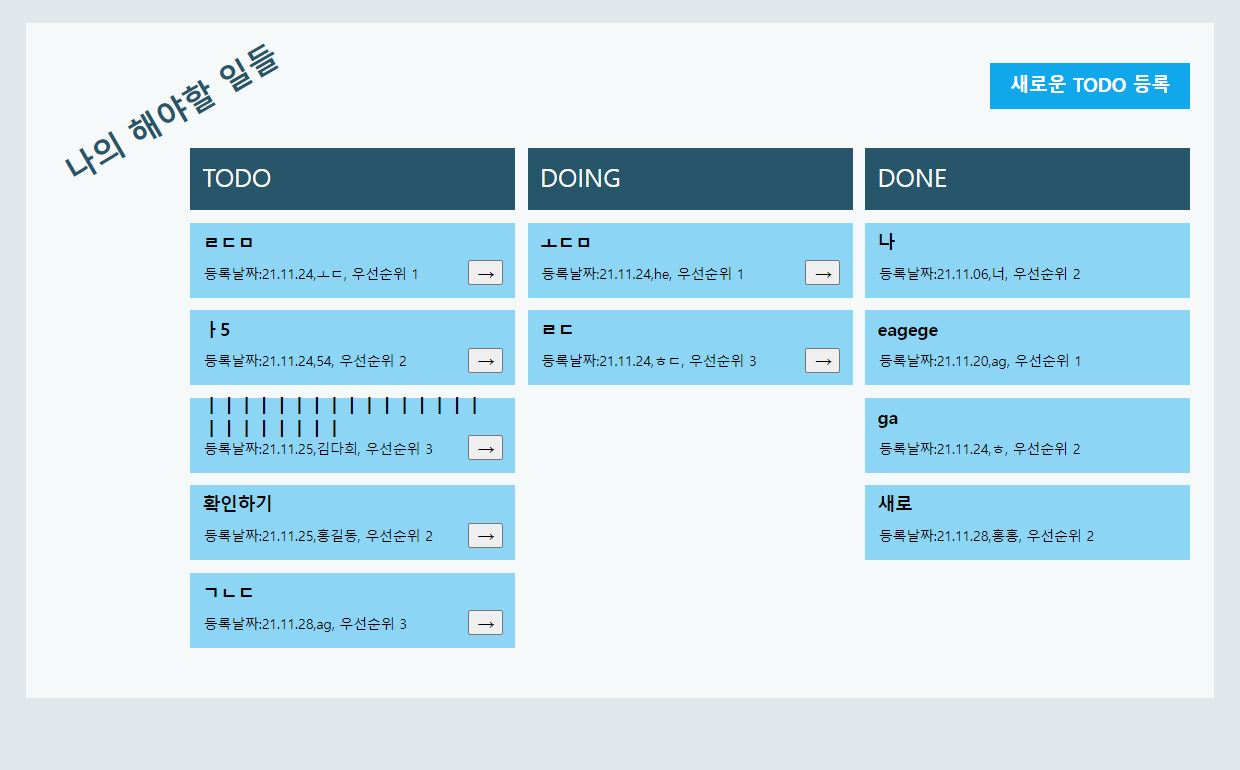 나의 해야할 일들
새로운 TODO 등록
TODO
ㄹㄷㅁ
등록날짜:21.11.24,ㅗㄷ, 우선순위 1
→
ㅏ5
등록날짜:21.11.24,54, 우선순위 2
→
ㅣㅣㅣㅣㅣㅣㅣㅣㅣㅣㅣㅣㅣㅣㅣㅣ
ㅣㅣㅣㅣㅣㅣㅣㅣ
등록날짜:21.11.25,김다희, 우선순위 3
→
확인하기
등록날짜:21.11.25,홍길동, 우선순위 2
→
ㄱㄴㄷ
등록날짜:21.11.28,ag, 우선순위 3
→
DOING
ㅗㄷㅁ
등록날짜:21.11.24,he, 우선순위 1
→
ㄹㄷ
등록날짜:21.11.24,ㅎㄷ, 우선순위 3
→
DONE
나
등록날짜:21.11.06,너, 우선순위 2
eagege
등록날짜:21.11.20,ag, 우선순위 1
ga
등록날짜:21.11.24,ㅎ, 우선순위 2
새로
등록날짜:21.11.28,홍홍, 우선순위 2